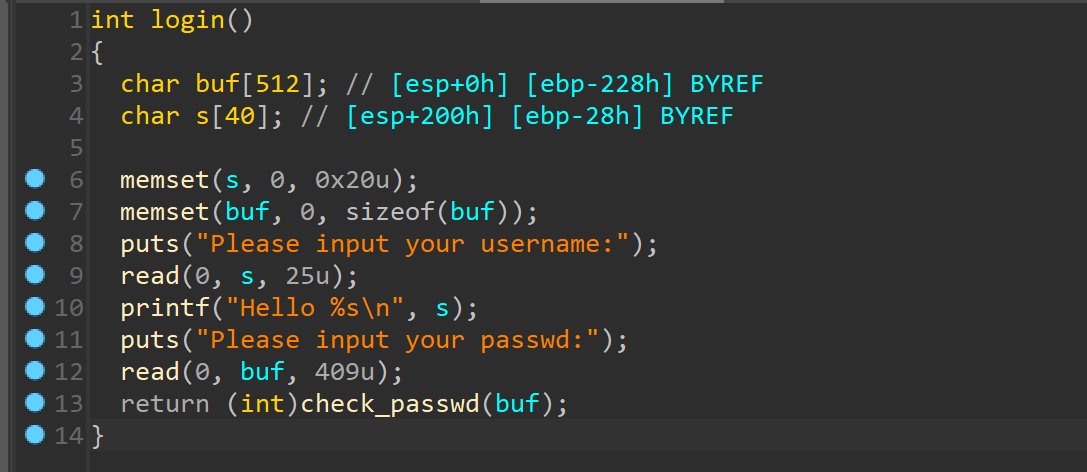 1 int login()
2 {
3   char buf[512]; // [esp+0h] [ebp-228h] BYREF
4   char s[40]; // [esp+200h] [ebp-28h] BYREF
5
6   memset(s, 0, 0x20u);
7   memset(buf, 0, sizeof(buf));
8   puts("Please input your username:");
9   read(0, s, 25u);
10   printf("Hello %s\n", s);
11   puts("Please input your passwd:");
12   read(0, buf, 409u);
13   return (int)check_passwd(buf);
14 }